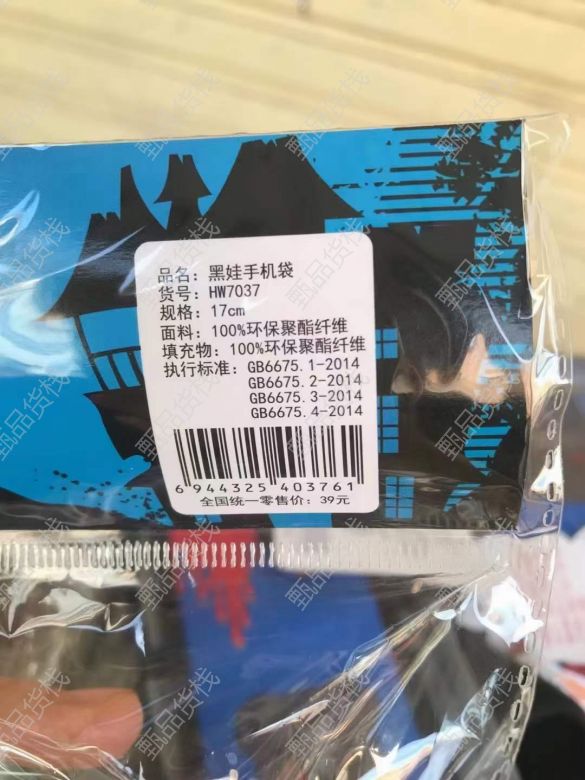 品名：黑娃手机袋
货号：HW7037
规格：17cm
面料：100%环保聚酯纤维
填充物：100%环保聚酯纤维
执行标准：GB6675.1-2014
GB6675.2-2014
GB6675.3-2014
GB6675.4-2014
6 944325 403761
全国统一零售价：39元
甄品货栈